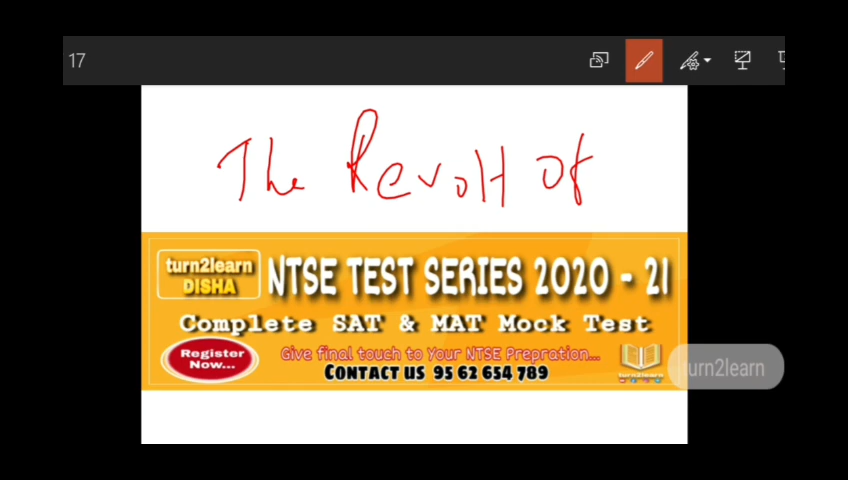 17
The Revolt Of
turn2learn
DISHA
NTSE TEST SERIES 2020 - 21
Complete SAT & MAT Mock Test
Register
Now...
Give final touch to Your NTSE Prepration...
CONTACT US 95 62 654 789
turn2learn
turn2learn